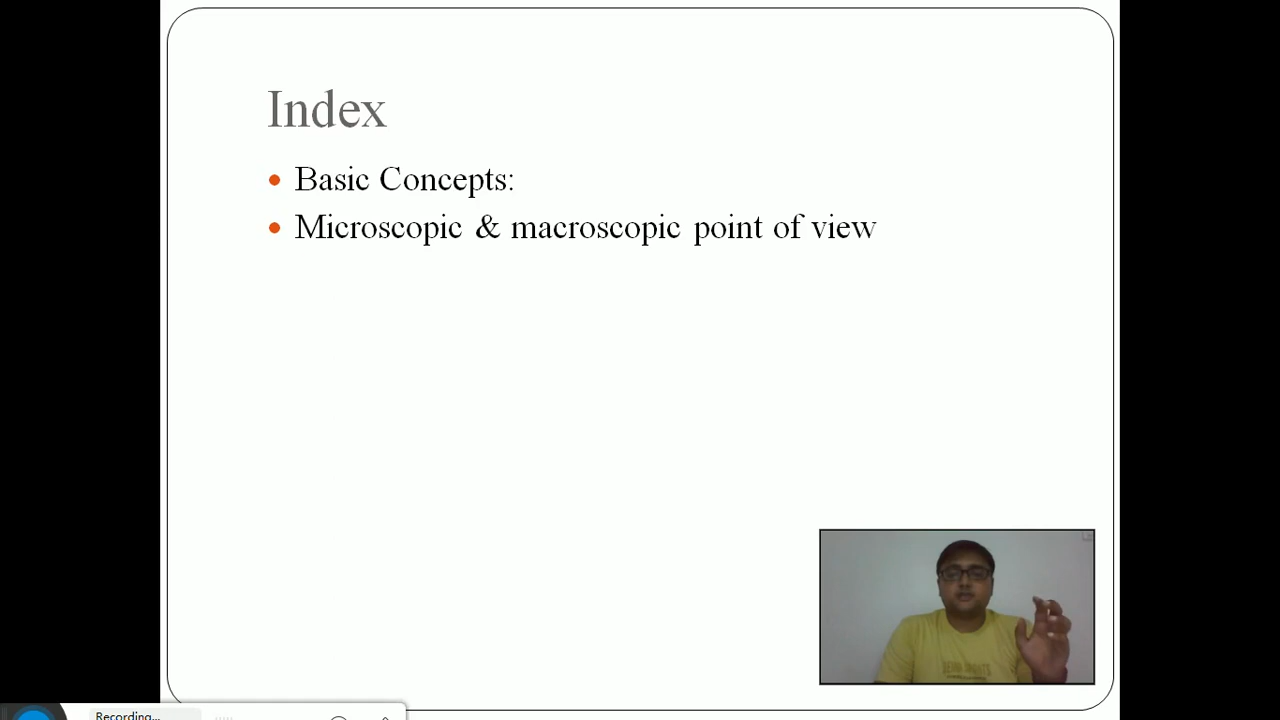 Index
Basic Concepts:
Microscopic & macroscopic point of view
Recording...